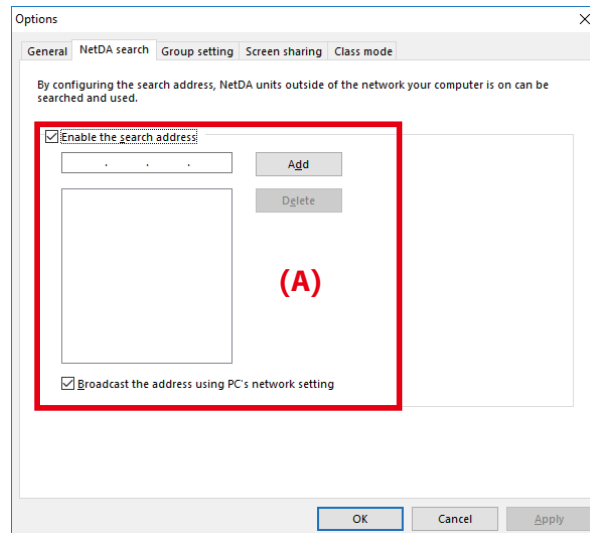 Options
General NetDA search Group setting Screen sharing Class mode
By configuring the search address, NetDA units outside of the network your computer is on can be
searched and used.
Enable the search address
. . . Add
Delete
(A)
Broadcast the address using PC's network setting
OK Cancel Apply